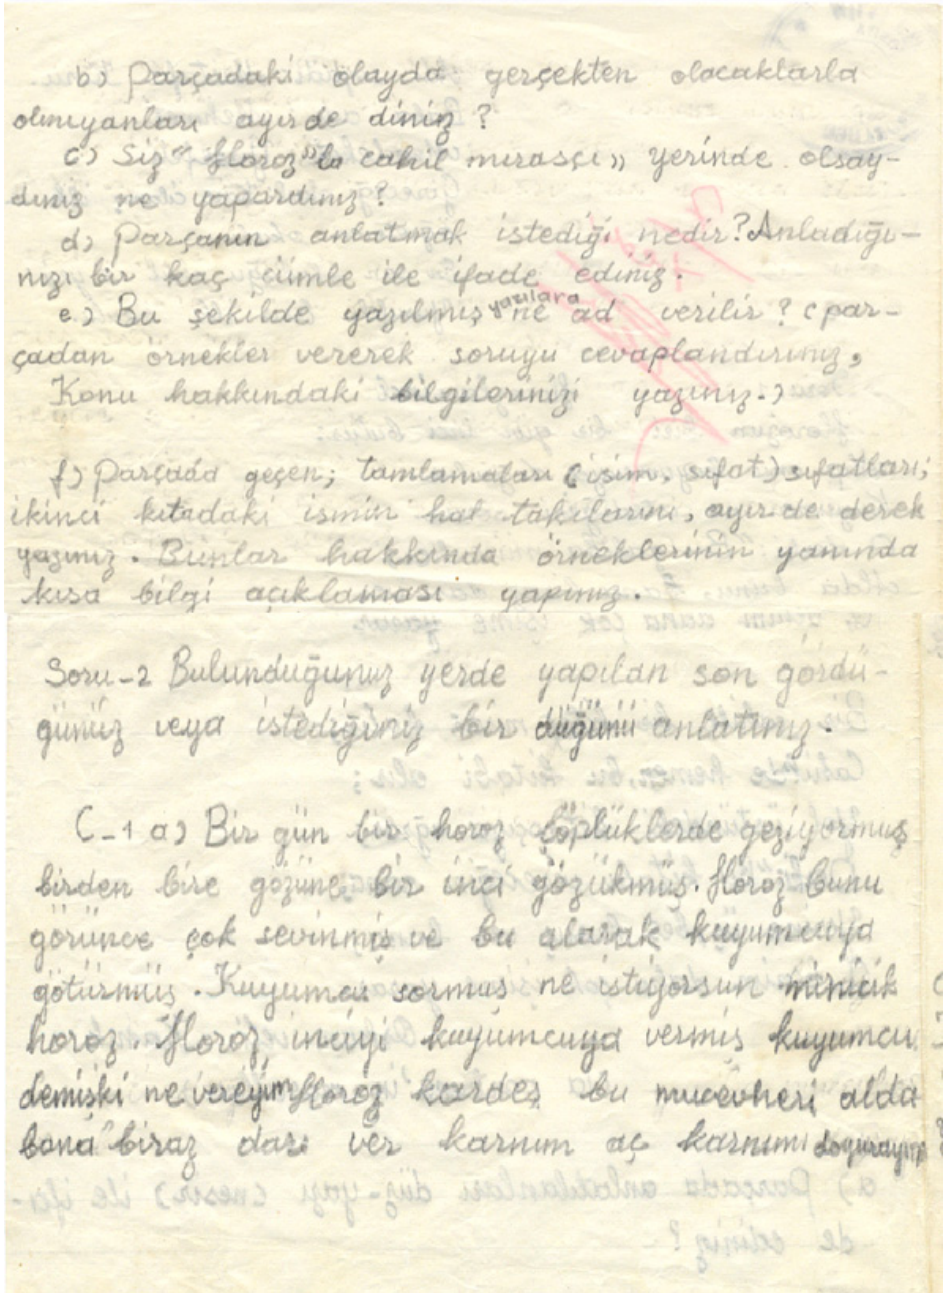 b) Parçadaki olayda gerçekten olacaklarla
olmıyanları ayırde diniz?
c) Siz "Horoz"la cahil mirasçı,, yerinde olsay-
dınız ne yapardınız?
d) Parçanın anlatmak istediği nedir? Anladığı-
nızı bir kaç cümle ile ifade ediniz.
e) Bu şekilde yazılmış yazılara ne ad verilir? (par-
çadan örnekler vererek soruyu cevaplandırınız,
Konu hakkındaki bilgilerinizi yazınız.)
f) Parçada geçen; tamlamaları (isim, sıfat) sıfatları;
ikinci kıtadaki ismin hal takılarını, ayırde derek
yazınız. Bunlar hakkında örneklerinin yanında
kısa bilgi açıklaması yapınız.
Soru-2 Bulunduğunuz yerde yapılan son gördü-
günüz veya istediğiniz bir düğünü anlatınız.
C-1 a) Bir gün bir horoz çöplüklerde geziyormuş
birden bire gözüne bir inci gözükmüş. Horoz bunu
görünce çok sevinmiş ve bu alarak kuyumcuya
götürmüş. Kuyumcu sormuş ne istiyorsun minicik
horoz. Horoz, inciyi kuyumcuya vermiş kuyumcu
demişki ne vereyim Horoz kardeş bu mucevheri alda
bana biraz darı ver karnım aç karnımı doyurayım